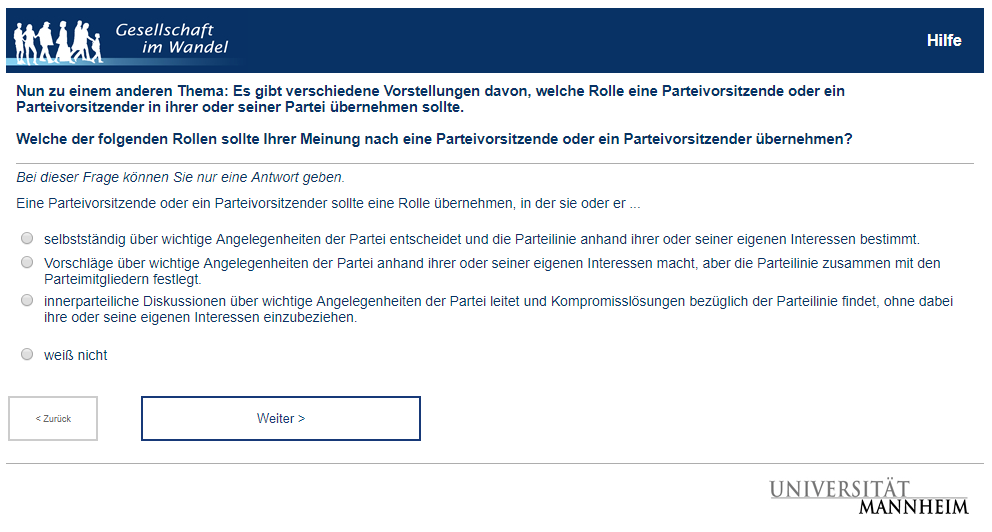 Gesellschaft
im Wandel
Hilfe
Nun zu einem anderen Thema: Es gibt verschiedene Vorstellungen davon, welche Rolle eine Parteivorsitzende oder ein
Parteivorsitzender in ihrer oder seiner Partei übernehmen sollte.
Welche der folgenden Rollen sollte Ihrer Meinung nach eine Parteivorsitzende oder ein Parteivorsitzender übernehmen?
Bei dieser Frage können Sie nur eine Antwort geben.
Eine Parteivorsitzende oder ein Parteivorsitzender sollte eine Rolle übernehmen, in der sie oder er ...
selbstständig über wichtige Angelegenheiten der Partei entscheidet und die Parteilinie anhand ihrer oder seiner eigenen Interessen bestimmt.
Vorschläge über wichtige Angelegenheiten der Partei anhand ihrer oder seiner eigenen Interessen macht, aber die Parteilinie zusammen mit den
Parteimitgliedern festlegt.
innerparteiliche Diskussionen über wichtige Angelegenheiten der Partei leitet und Kompromisslösungen bezüglich der Parteilinie findet, ohne dabei
ihre oder seine eigenen Interessen einzubeziehen.
weiß nicht
< Zurück
Weiter >
UNIVERSITÄT
MANNHEIM